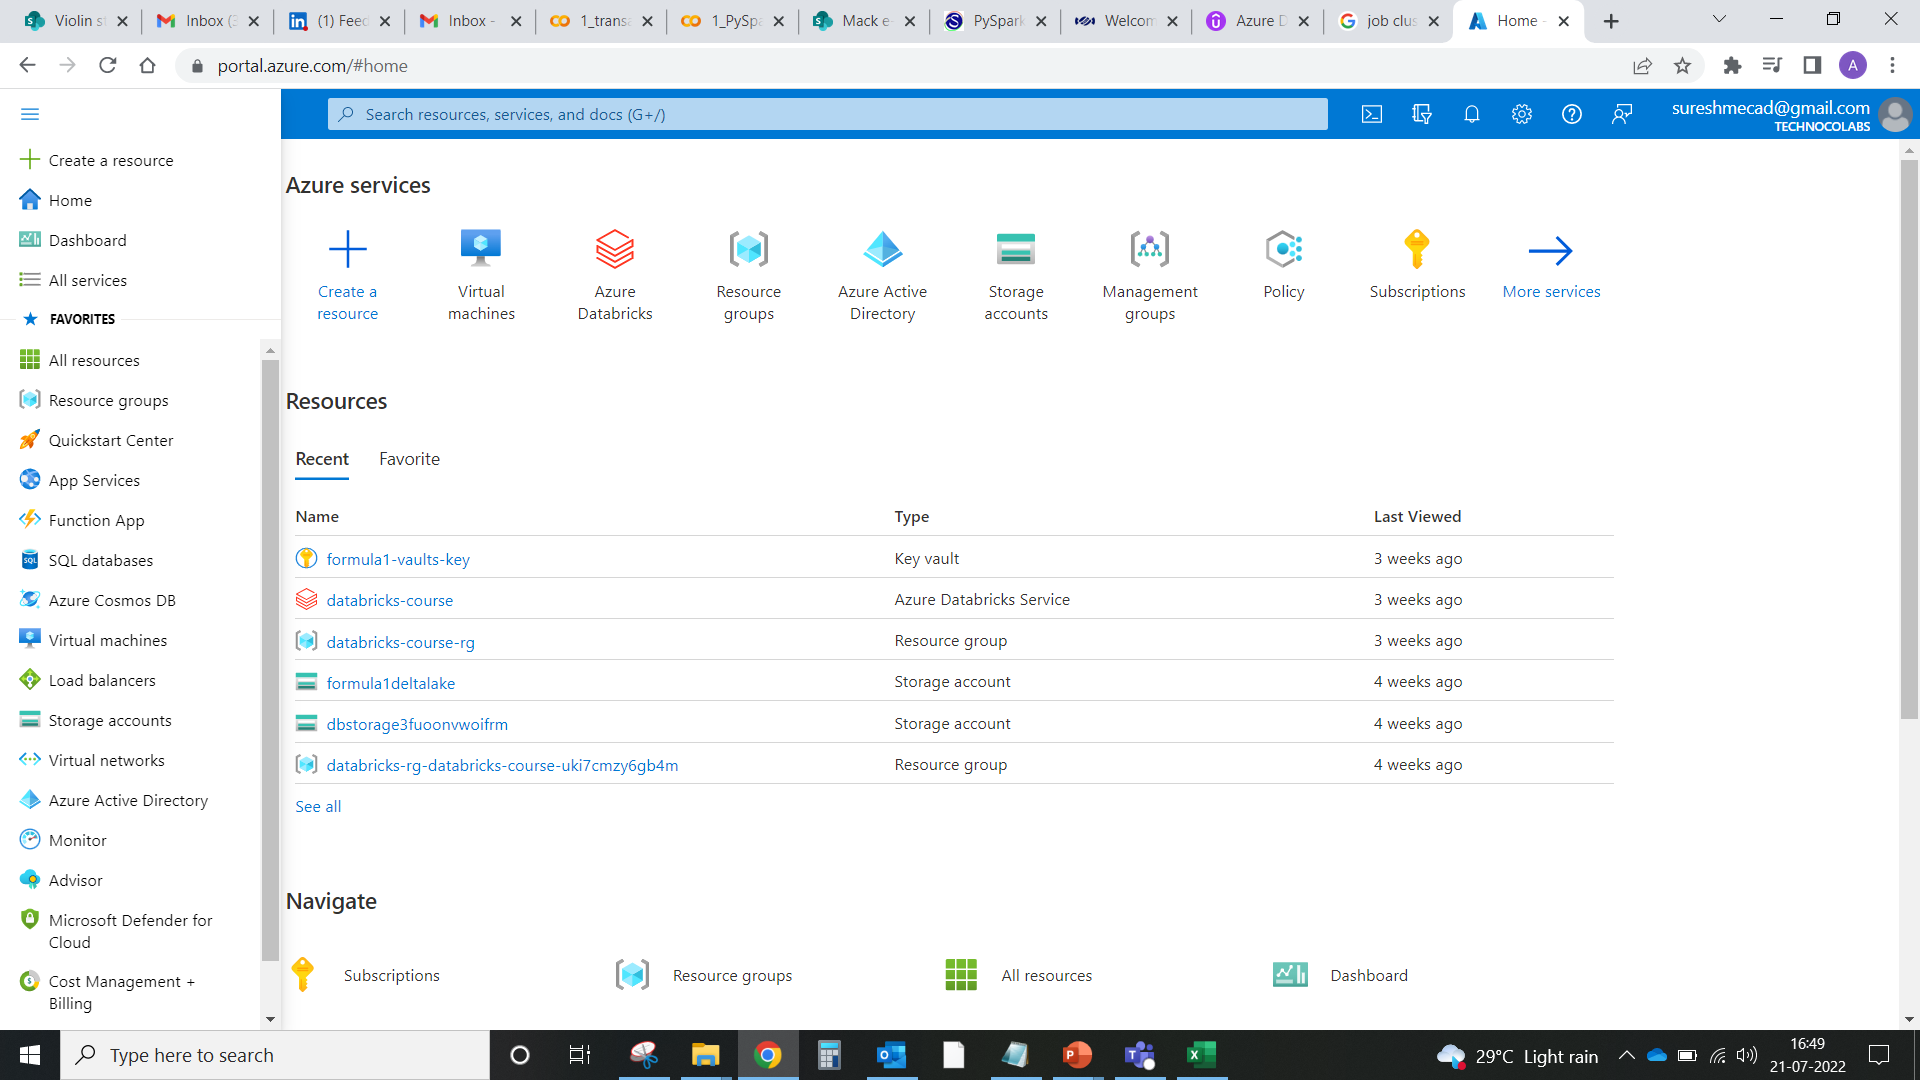 Violin st
Inbox (3
(1) Feed
Inbox -
1_transa
1_PySpa
Mack e-
PySpark
Welcom
Azure D
job clus
Home -
portal.azure.com/#home
A
Search resources, services, and docs (G+/)
sureshmecad@gmail.com
TECHNOCOLABS
Create a resource
Home
Dashboard
All services
FAVORITES
All resources
Resource groups
Quickstart Center
App Services
Function App
SQL databases
Azure Cosmos DB
Virtual machines
Load balancers
Storage accounts
Virtual networks
Azure Active Directory
Monitor
Advisor
Microsoft Defender for
Cloud
Cost Management +
Billing
Azure services
Create a
resource
Virtual
machines
Azure
Databricks
Resource
groups
Azure Active
Directory
Storage
accounts
Management
groups
Policy
Subscriptions
More services
Resources
Recent Favorite
Name Type Last Viewed
formula1-vaults-key Key vault 3 weeks ago
databricks-course Azure Databricks Service 3 weeks ago
databricks-course-rg Resource group 3 weeks ago
formula1deltalake Storage account 4 weeks ago
dbstorage3fuoonvwoifrm Storage account 4 weeks ago
databricks-rg-databricks-course-uki7cmzy6gb4m Resource group 4 weeks ago
See all
Navigate
Subscriptions Resource groups All resources Dashboard
Type here to search
29°C Light rain
16:49
21-07-2022